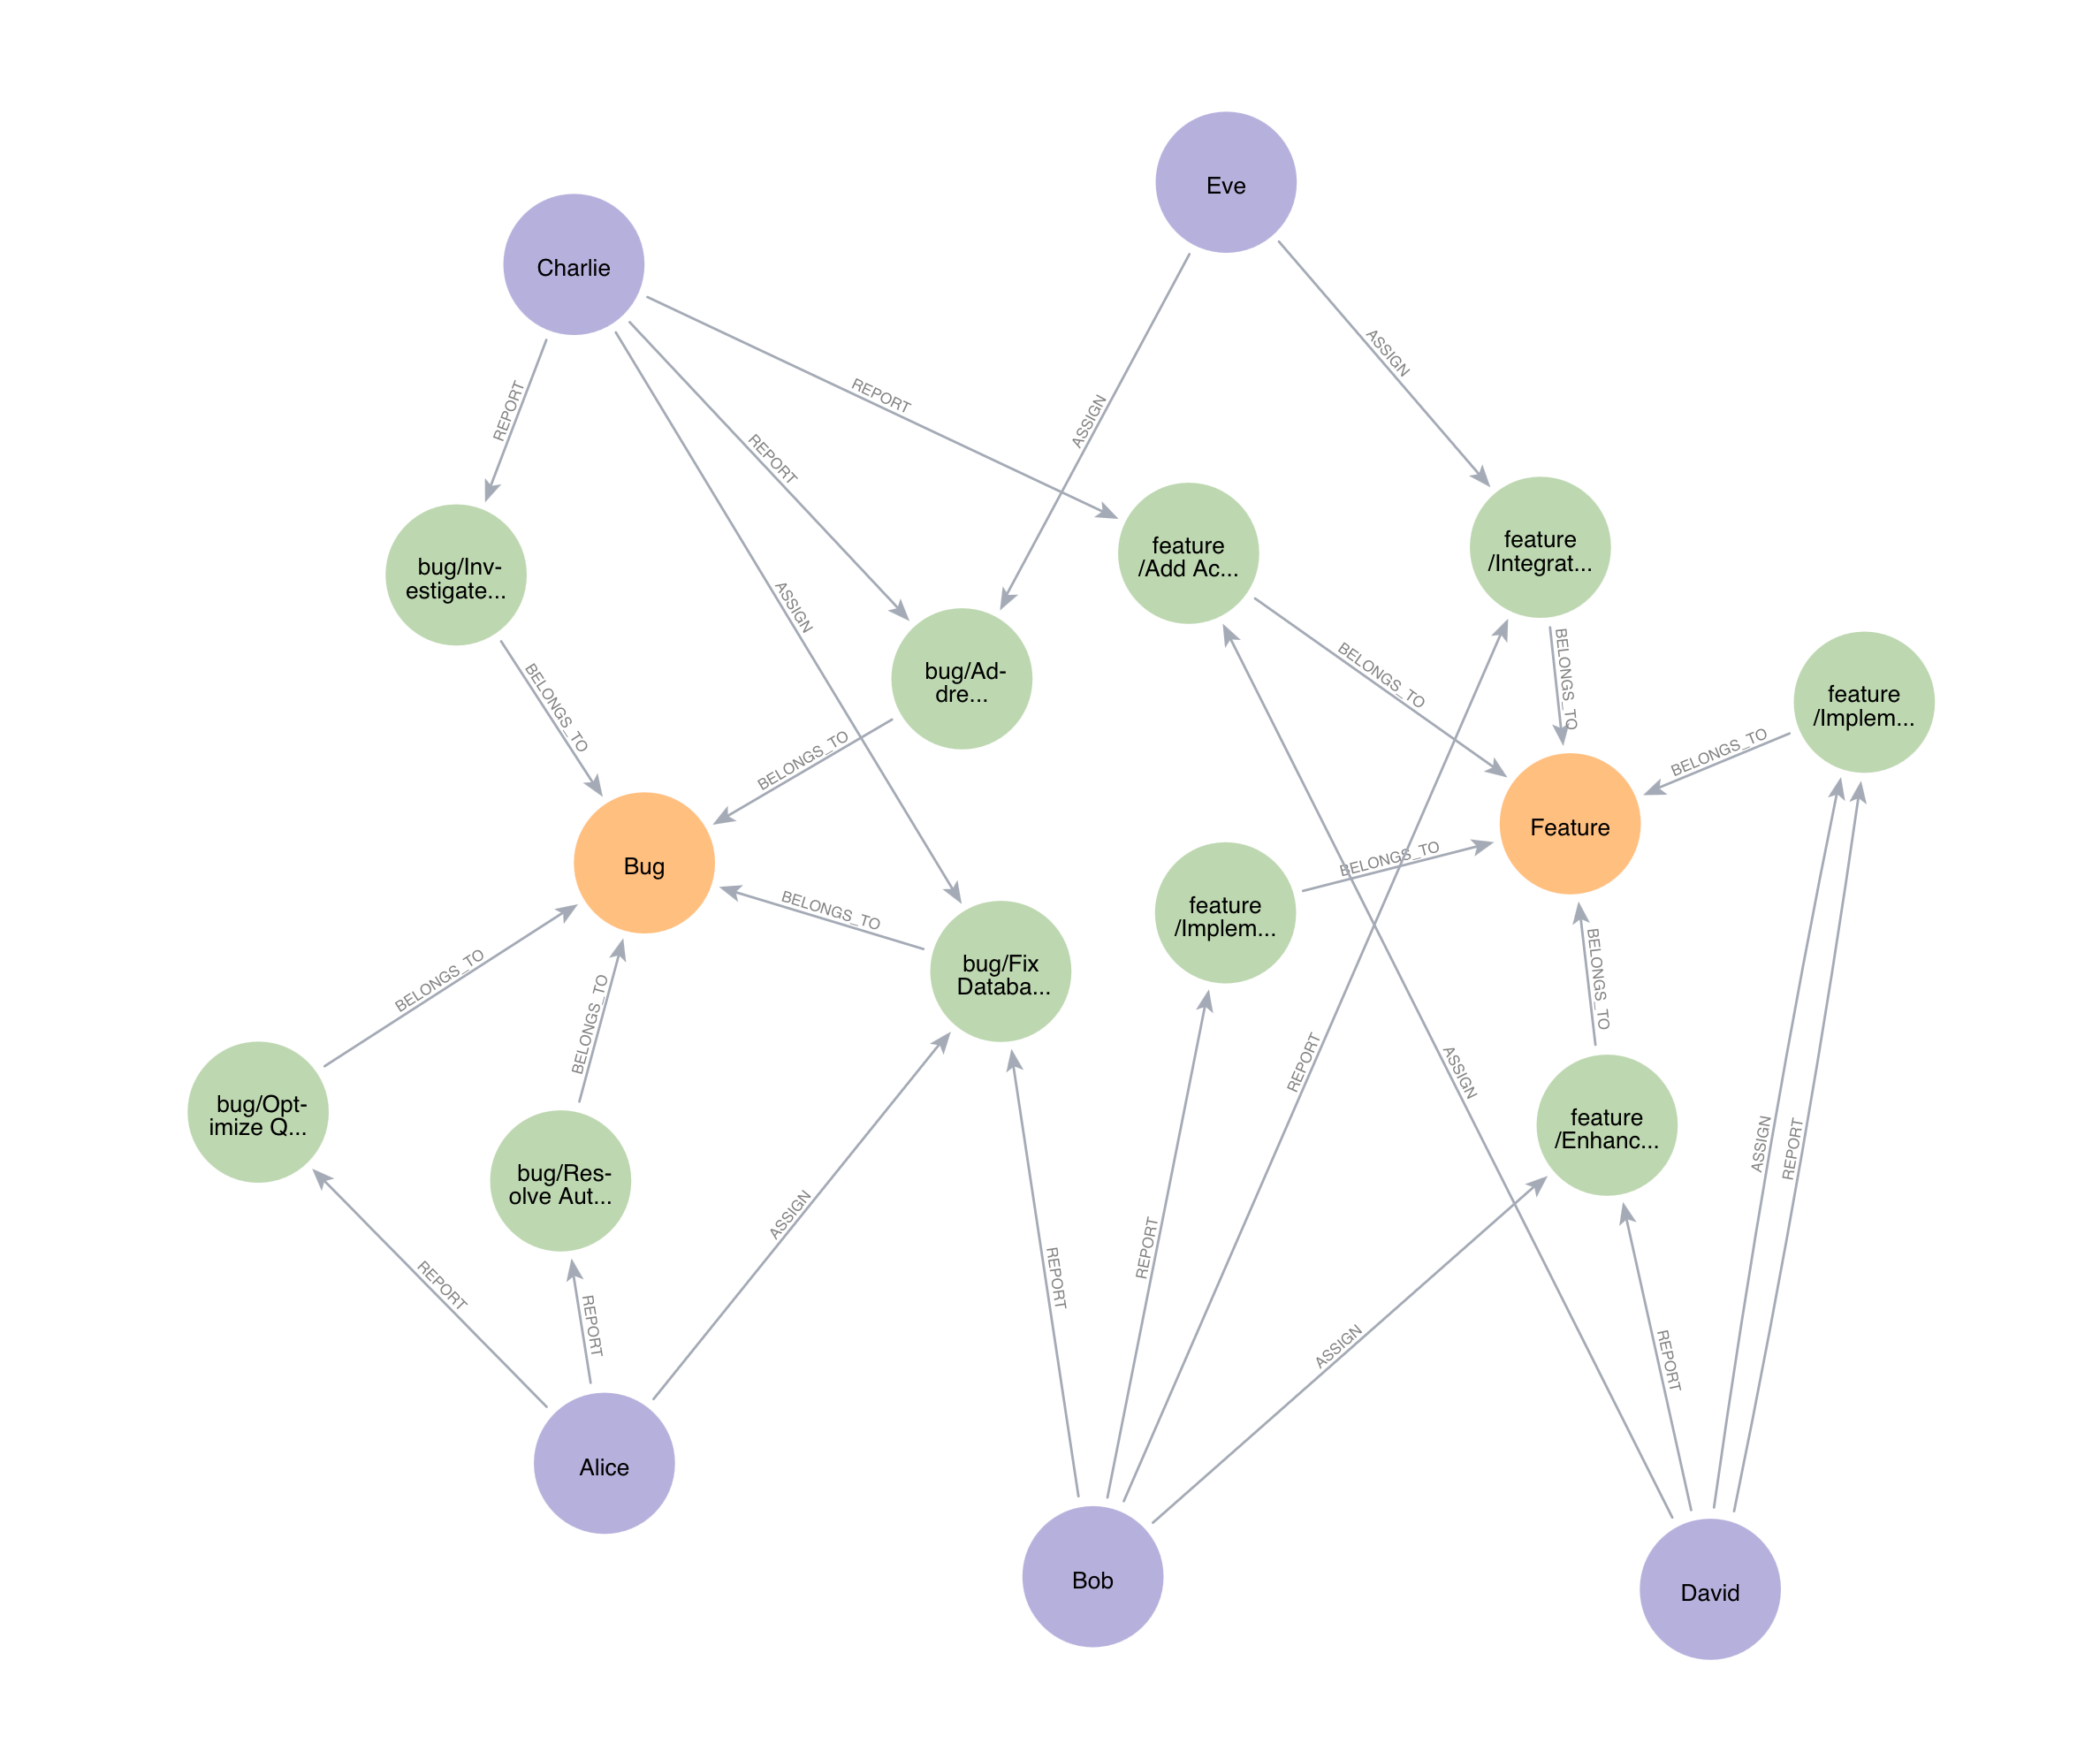 Eve
Charlie
ASSIGN
REPORT
REPORT
ASSIGN
REPORT
feature
/Add Ac...
feature
/Integrat...
bug/Inv-
estigate...
ASSIGN
bug/Ad-
dre...
BELONGS_TO
BELONGS_TO
feature
/Implem...
BELONGS_TO
BELONGS_TO
BELONGS_TO
Feature
Bug
BELONGS_TO
BELONGS_TO
feature
/Implem...
bug/Fix
Databa...
BELONGS_TO
BELONGS_TO
BELONGS_TO
REPORT
ASSIGN
bug/Opt-
imize Q...
feature
/Enhanc...
ASSIGN
REPORT
bug/Res-
olve Aut...
ASSIGN
REPORT
REPORT
REPORT
REPORT
ASSIGN
REPORT
Alice
Bob
David